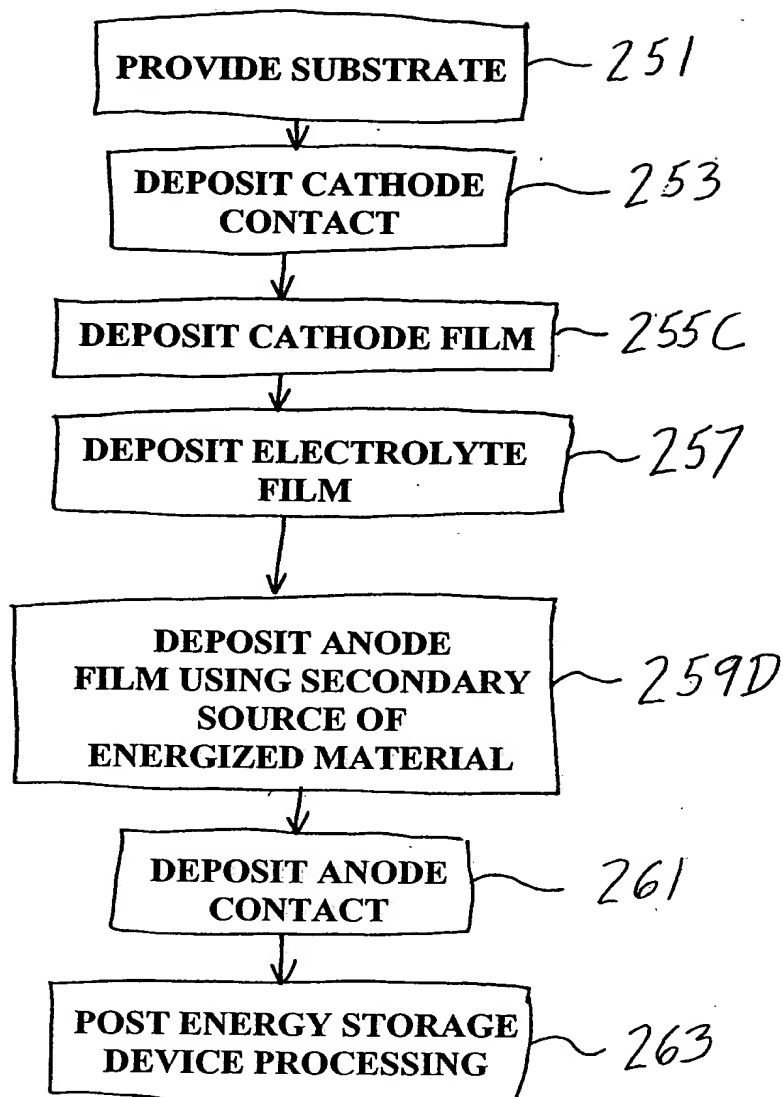 PROVIDE SUBSTRATE 251
DEPOSIT CATHODE
CONTACT 253
DEPOSIT CATHODE FILM 255C
DEPOSIT ELECTROLYTE
FILM 257
DEPOSIT ANODE
FILM USING SECONDARY
SOURCE OF
ENERGIZED MATERIAL 259D
DEPOSIT ANODE
CONTACT 261
POST ENERGY STORAGE
DEVICE PROCESSING 263